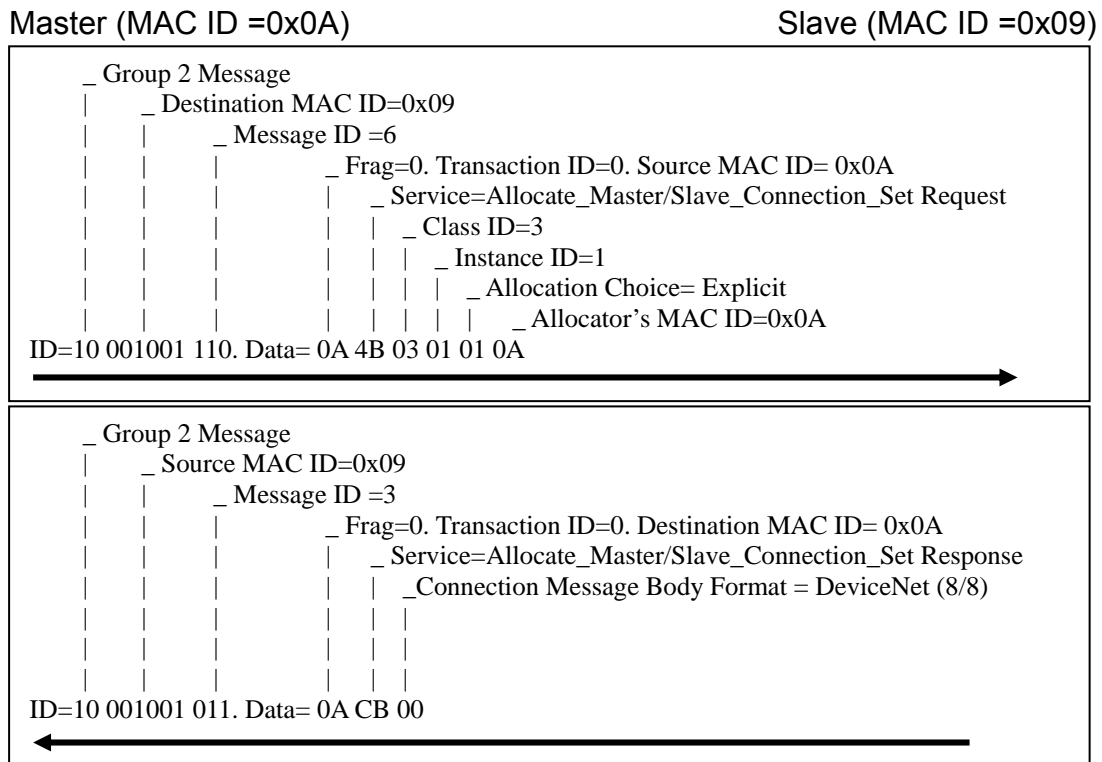 Master (MAC ID =0x0A) Slave (MAC ID =0x09)
_ Group 2 Message
| _ Destination MAC ID=0x09
| | _ Message ID =6
| | | _ Frag=0. Transaction ID=0. Source MAC ID= 0x0A
| | | | _ Service=Allocate_Master/Slave_Connection_Set Request
| | | | | _ Class ID=3
| | | | | | _ Instance ID=1
| | | | | | | _ Allocation Choice= Explicit
| | | | | | | | _ Allocator's MAC ID=0x0A
ID=10 001001 110. Data= 0A 4B 03 01 01 0A
_ Group 2 Message
| _ Source MAC ID=0x09
| | _ Message ID =3
| | | _ Frag=0. Transaction ID=0. Destination MAC ID= 0x0A
| | | | _ Service=Allocate_Master/Slave_Connection_Set Response
| | | | | _Connection Message Body Format = DeviceNet (8/8)
| | | | | |
| | | | | |
| | | | | |
ID=10 001001 011. Data= 0A CB 00